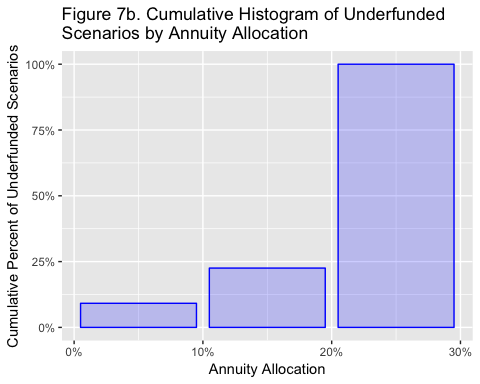 Figure 7b. Cumulative Histogram of Underfunded
Scenarios by Annuity Allocation
Cumulative Percent of Underfunded Scenarios
100%
75%
50%
25%
0%
0%
10%
20%
30%
Annuity Allocation